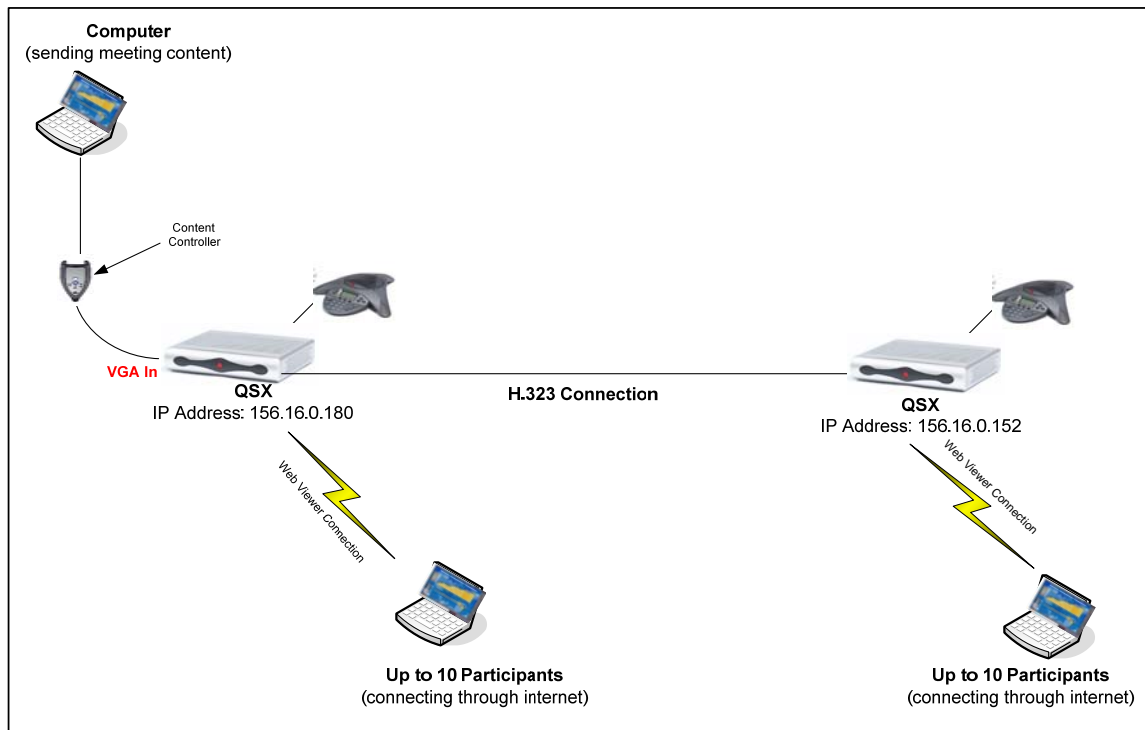 Computer
(sending meeting content)
Content
Controller
VGA In
QSX
IP Address: 156.16.0.180
H.323 Connection
QSX
IP Address: 156.16.0.152
Web Viewer Connection
Web Viewer Connection
Up to 10 Participants
(connecting through internet)
Up to 10 Participants
(connecting through internet)